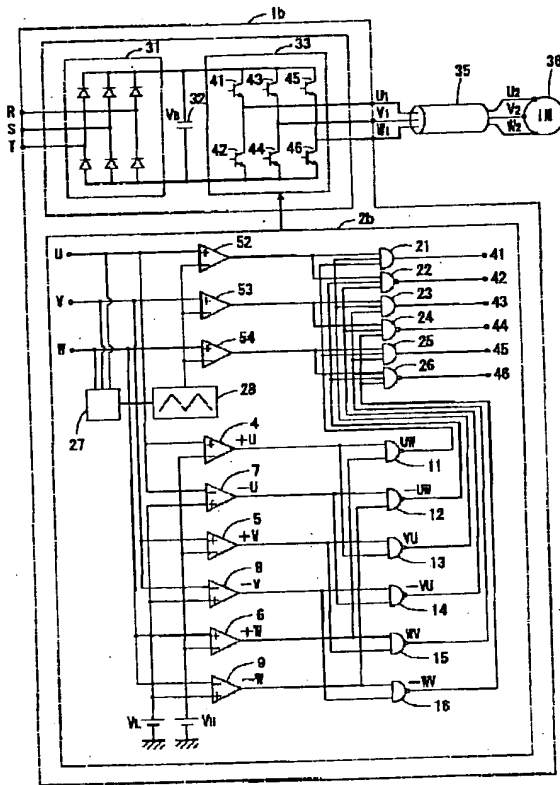 1b
31
33
36
R
S
T
VB
32
41
43
45
42
44
46
U1
V1
W1
35
U2
V2
W2
IM
2b
U
V
W
52
53
54
27
28
21
22
23
24
25
26
41
42
43
44
45
46
4
+U
7
-U
5
+V
8
-V
6
+W
9
-W
UW
11
-UW
12
VU
13
-VU
14
WV
15
-WV
16
VL
VH